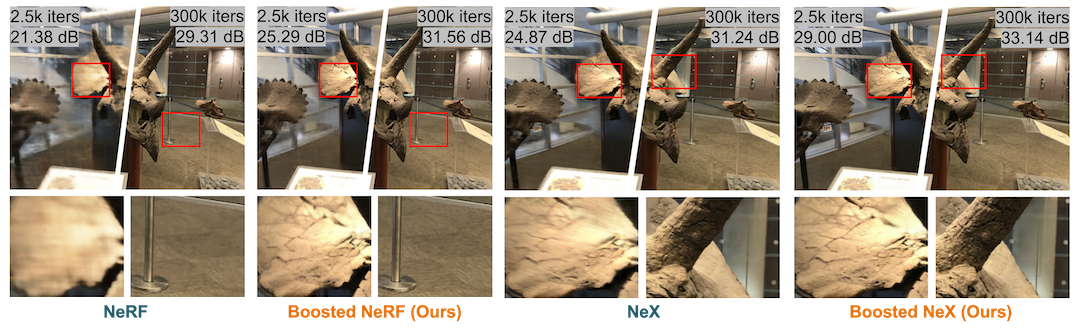 2.5k iters
21.38 dB
300k iters
29.31 dB
2.5k iters
25.29 dB
300k iters
31.56 dB
2.5k iters
24.87 dB
300k iters
31.24 dB
2.5k iters
29.00 dB
300k iters
33.14 dB
NeRF
Boosted NeRF (Ours)
NeX
Boosted NeX (Ours)